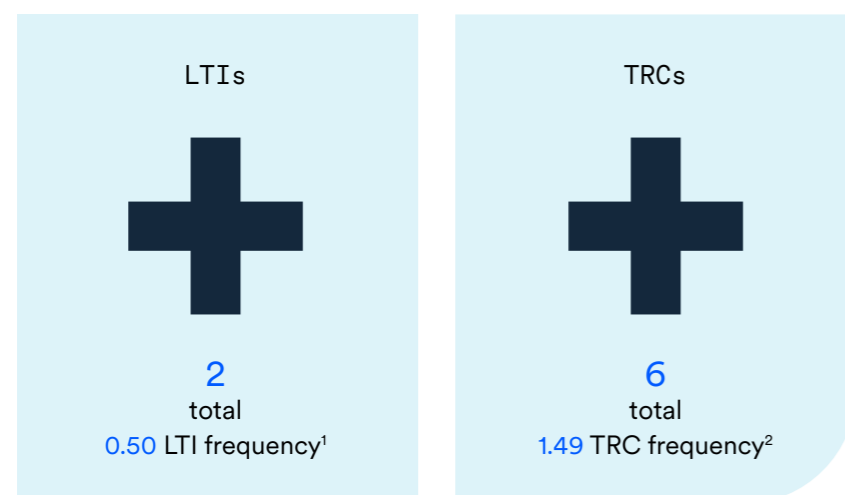 LTIs
2
total
0.50 LTI frequency¹
TRCs
6
total
1.49 TRC frequency²